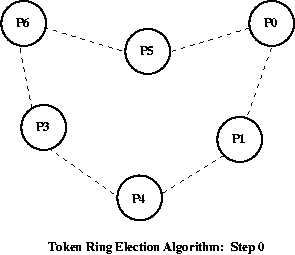 P6
P0
P5
P3
P1
P4
Token Ring Election Algorithm: Step 0